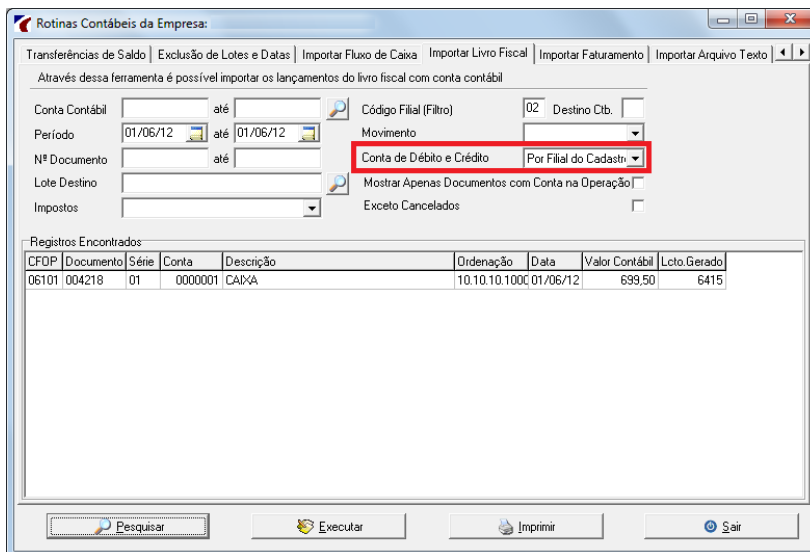 Rotinas Contábeis da Empresa:
Transferências de Saldo Exclusão de Lotes e Datas Importar Fluxo de Caixa Importar Livro Fiscal Importar Faturamento Importar Arquivo Texto
Através dessa ferramenta é possível importar os lançamentos do livro fiscal com conta contábil
Conta Contábil até Código Filial (Filtro) 02 Destino Ctb.
Período 01/06/12 até 01/06/12 Movimento
Nº Documento até Conta de Débito e Crédito Por Filial do Cadastr
Lote Destino Mostrar Apenas Documentos com Conta na Operação
Impostos Exceto Cancelados
Registros Encontrados
CFOP Documento Série Conta Descrição Ordenação Data Valor Contábil Lcto.Gerado
06101 004218 01 0000001 CAIXA 10.10.10.1000 01/06/12 699,50 6415
Pesquisar Executar Imprimir Sair